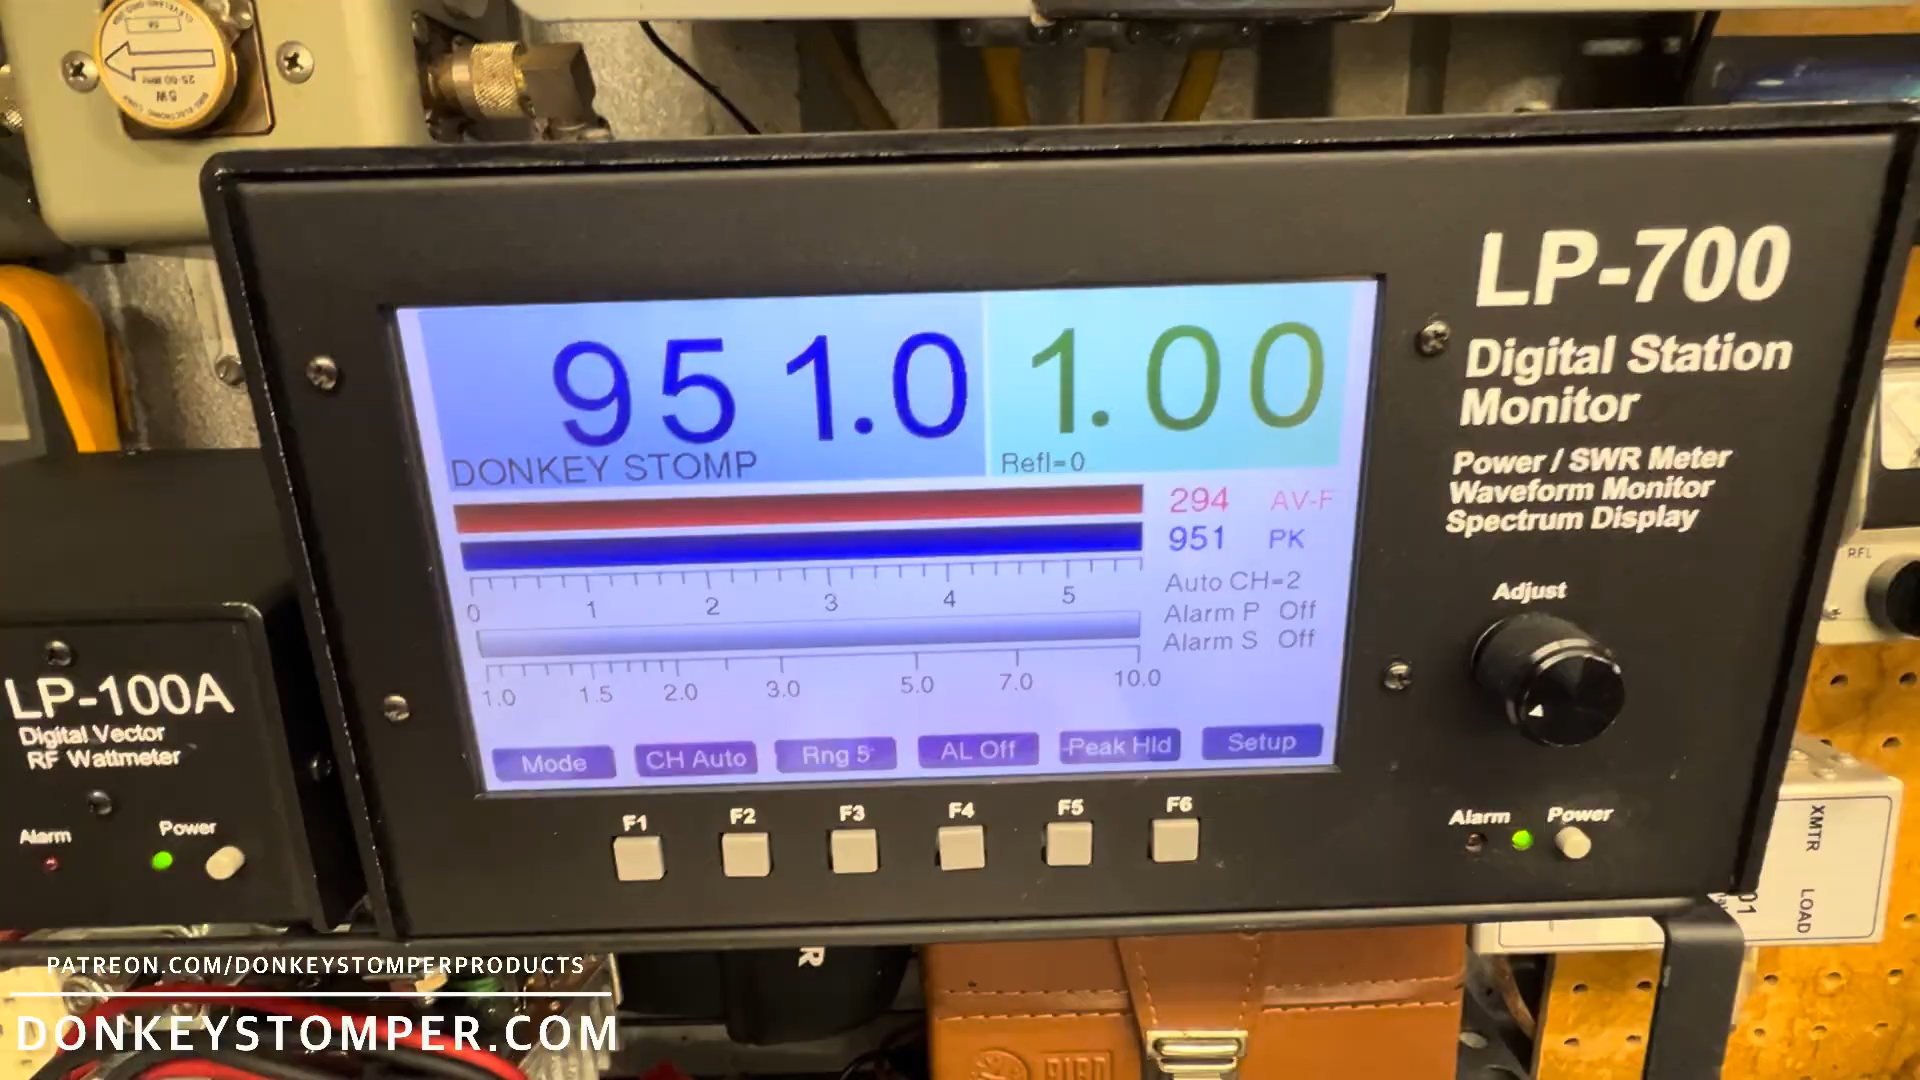 5W
25-60 MHz
LP-700
Digital Station
Monitor
Power / SWR Meter
Waveform Monitor
Spectrum Display
951.0
1.00
DONKEY STOMP
Refl=0
294 AV-F
951 PK
0 1 2 3 4 5
Auto CH=2
Alarm P Off
Alarm S Off
1.0 1.5 2.0 3.0 5.0 7.0 10.0
Mode CH Auto Rng 5 AL Off Peak Hld Setup
F1 F2 F3 F4 F5 F6
Adjust
Alarm Power
RFL
LP-100A
Digital Vector
RF Wattmeter
Alarm Power
XMTR
LOAD
BIRD
PATREON.COM/DONKEYSTOMPERPRODUCTS
DONKEYSTOMPER.COM